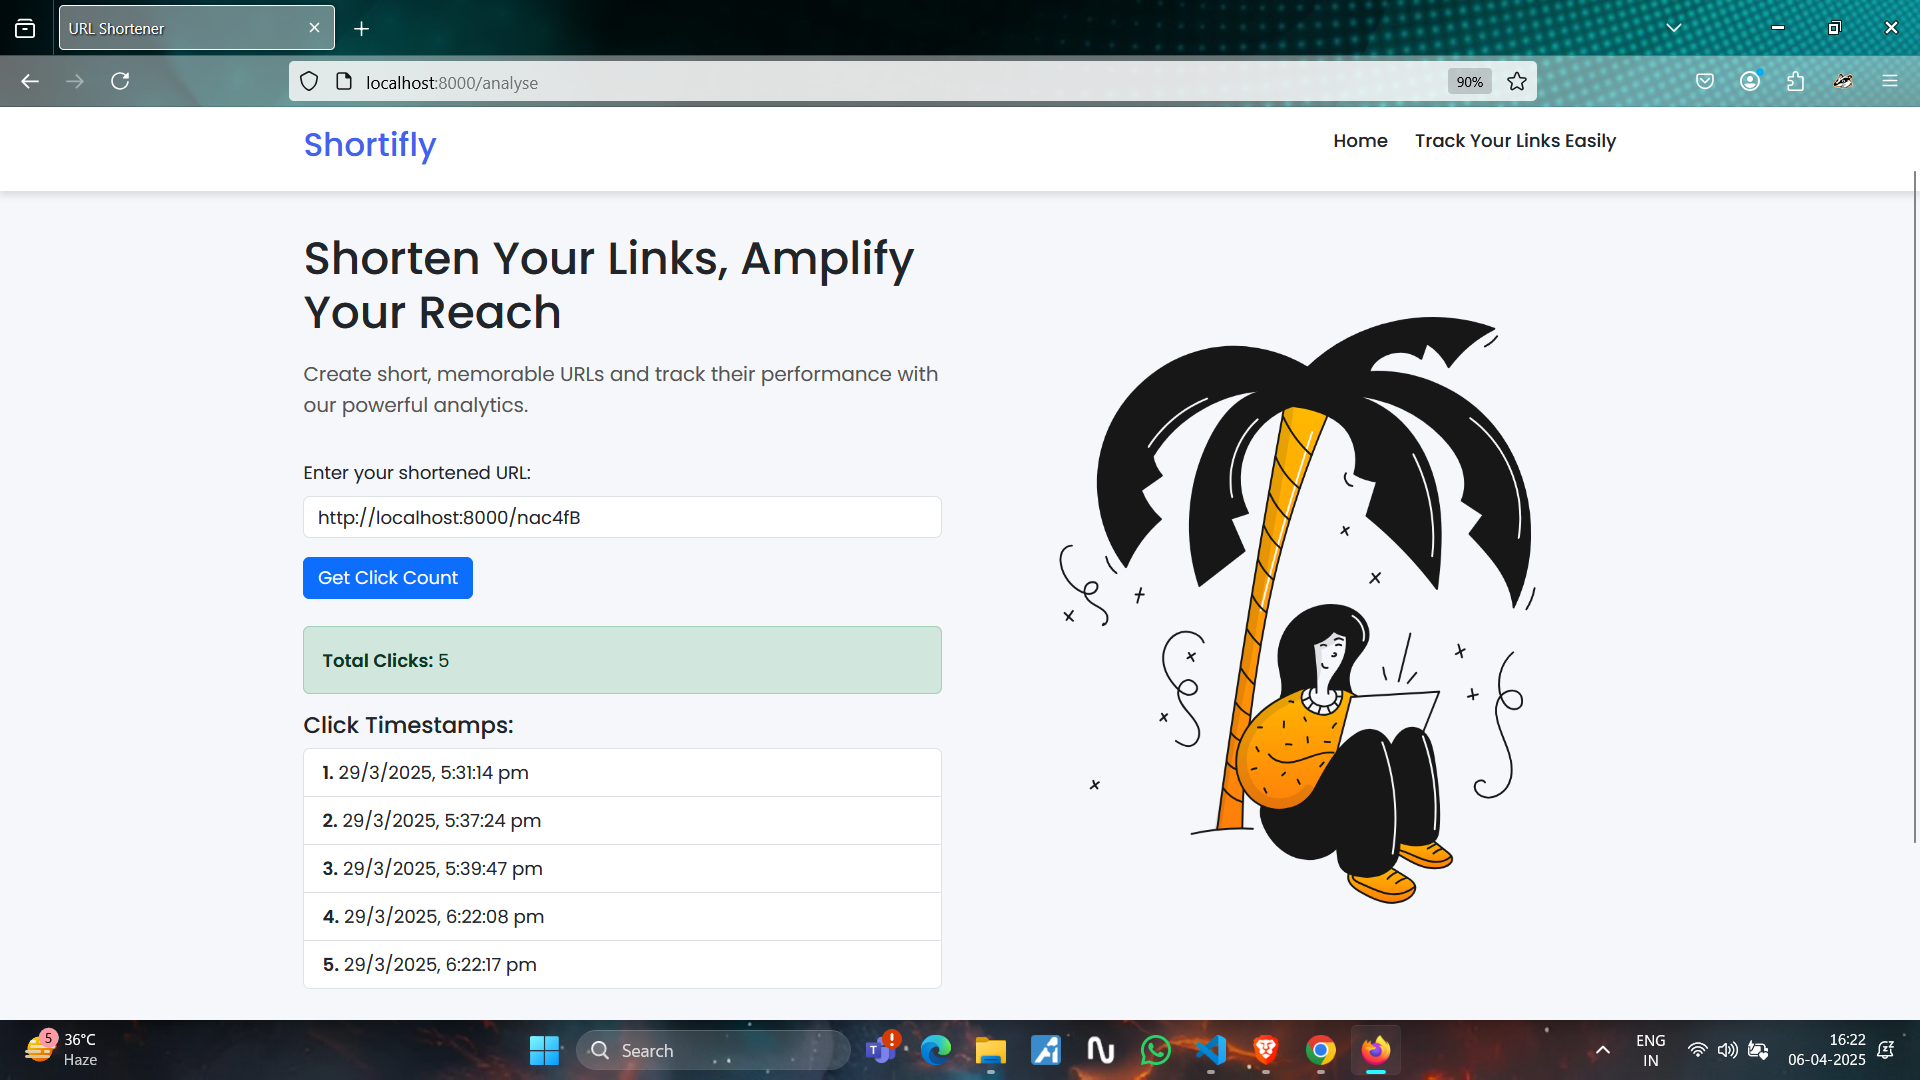 URL Shortener
localhost:8000/analyse
90%
Shortifly
Home
Track Your Links Easily
Shorten Your Links, Amplify
Your Reach
Create short, memorable URLs and track their performance with
our powerful analytics.
Enter your shortened URL:
http://localhost:8000/nac4fB
Get Click Count
Total Clicks: 5
Click Timestamps:
1. 29/3/2025, 5:31:14 pm
2. 29/3/2025, 5:37:24 pm
3. 29/3/2025, 5:39:47 pm
4. 29/3/2025, 6:22:08 pm
5. 29/3/2025, 6:22:17 pm
5
36°C
Haze
Search
ENG
IN
16:22
06-04-2025